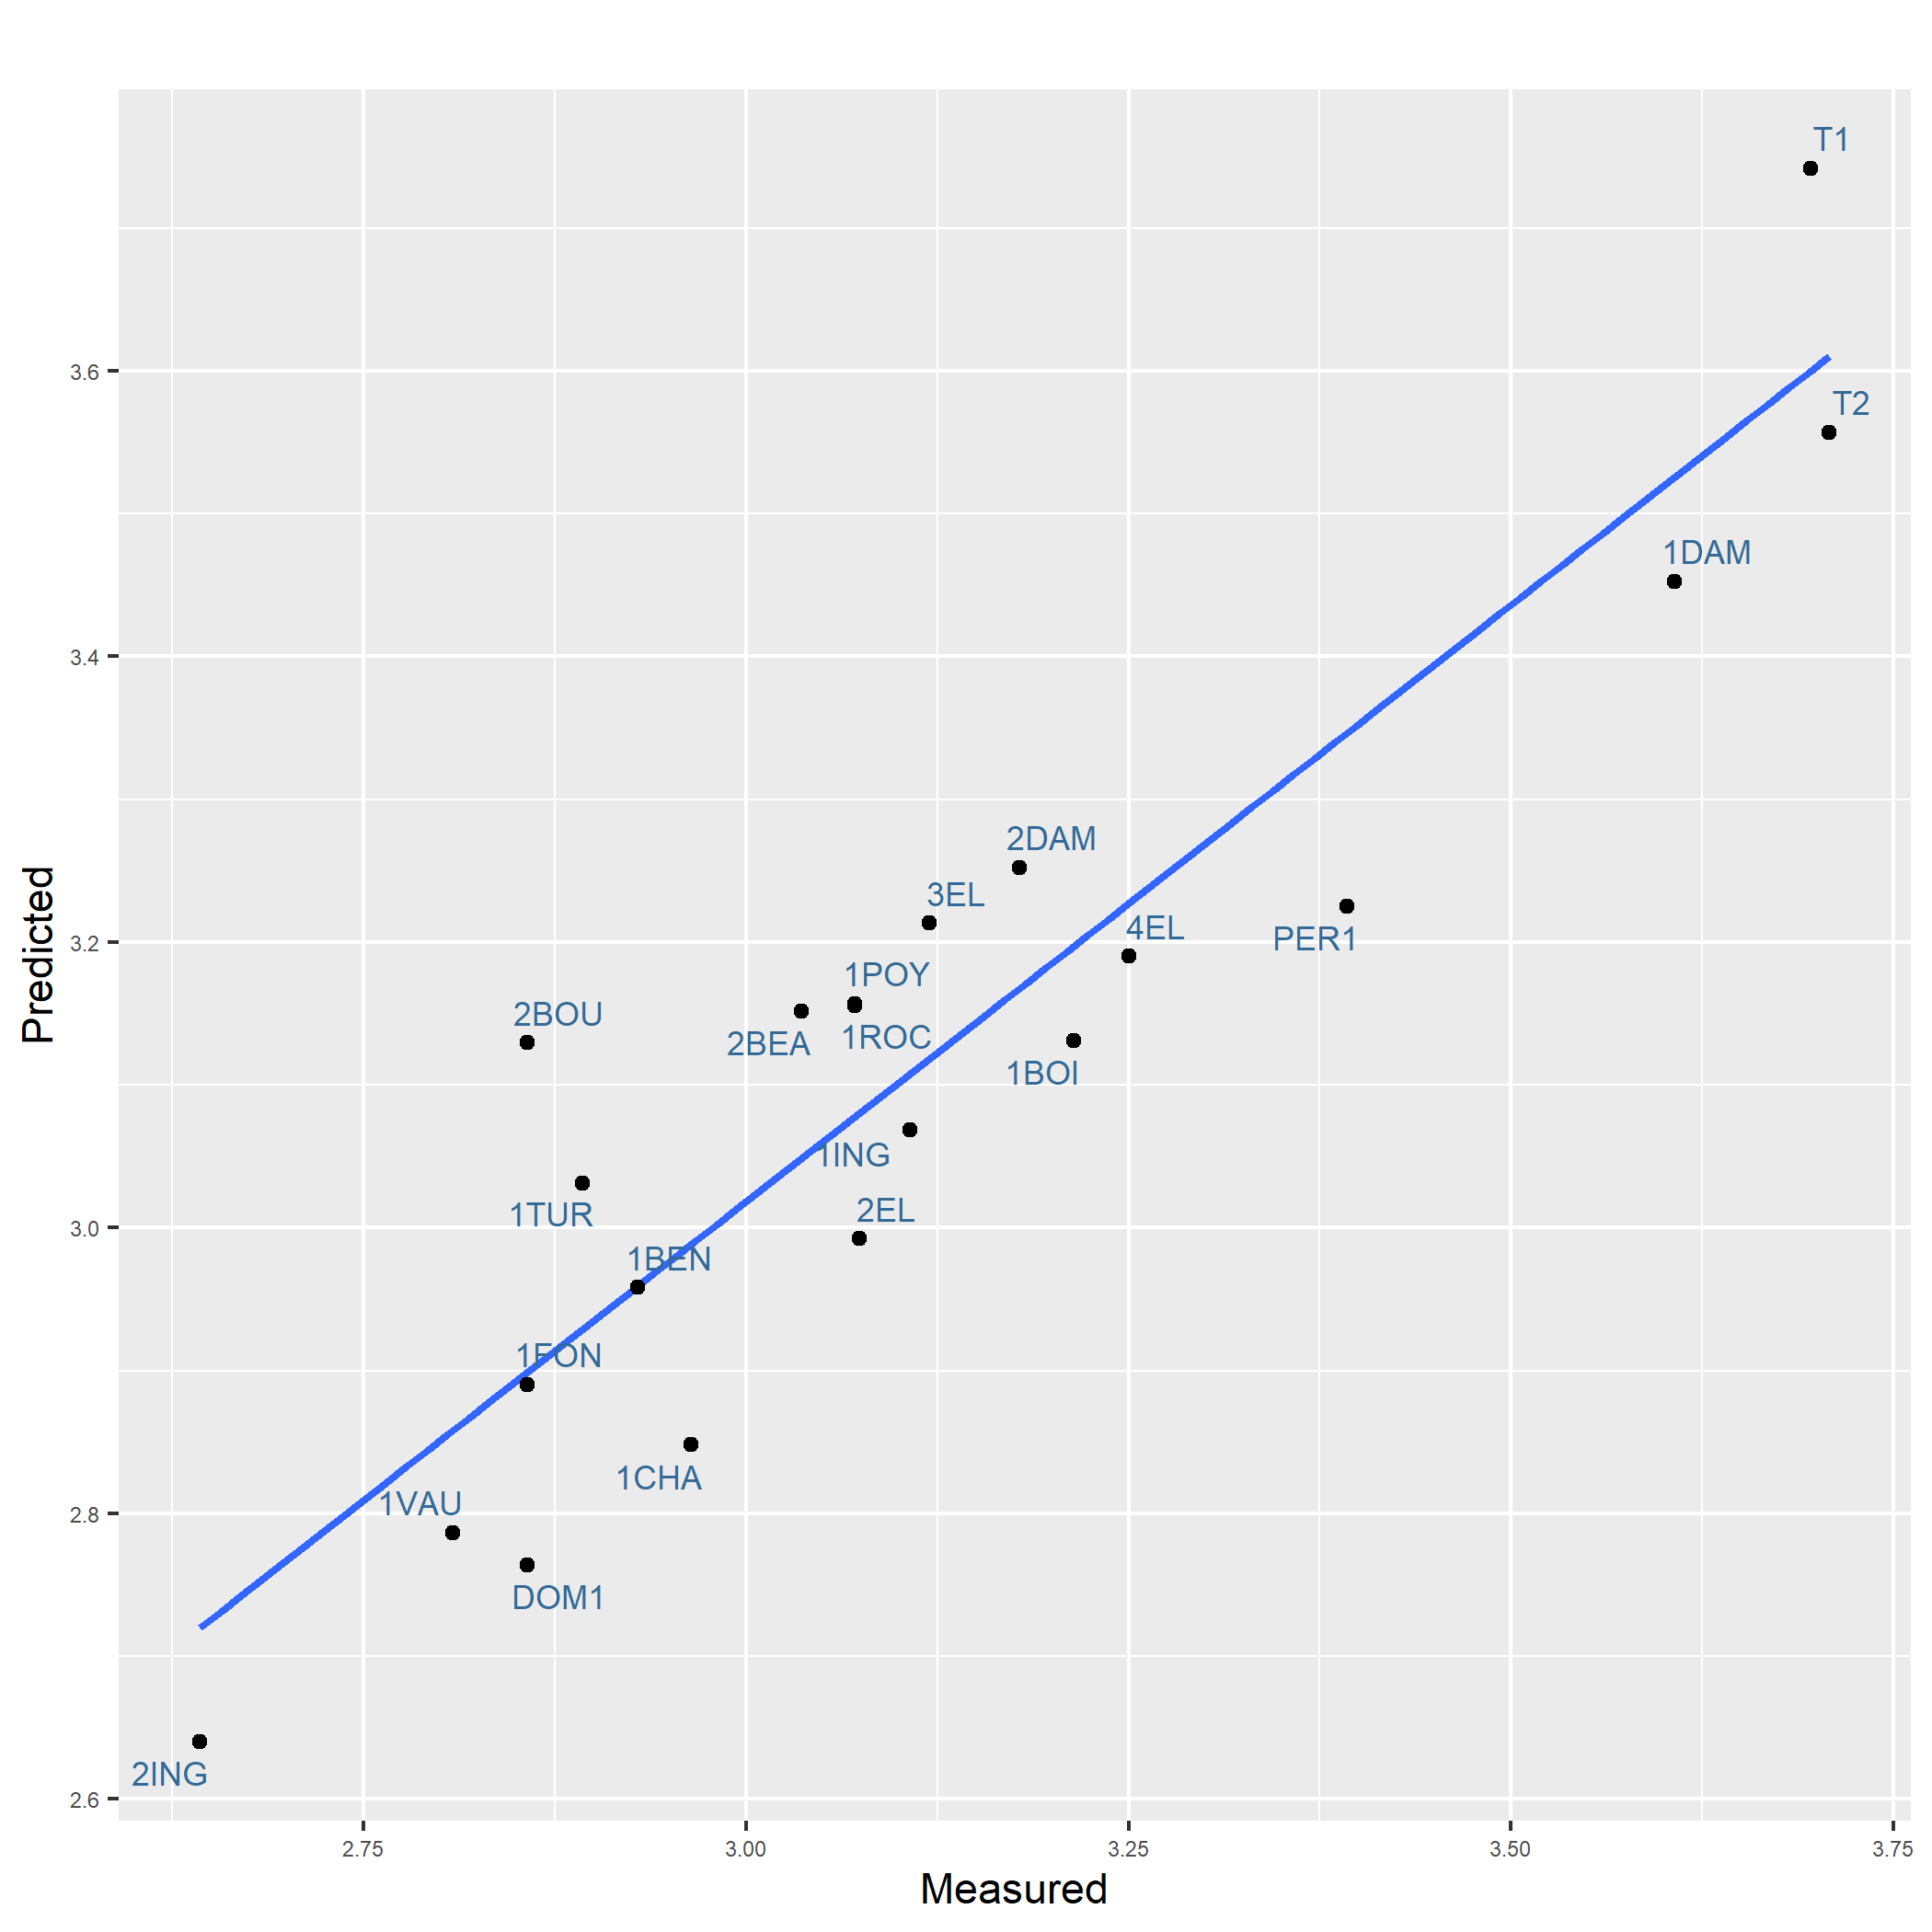 T1
3.6
T2
1DAM
3.4
2DAM
3EL
4EL
PER1
3.2
1POY
2BOU
2BEA
1ROC
1BOI
1ING
1TUR
2EL
3.0
1BEN
1FON
1CHA
1VAU
2.8
DOM1
2ING
2.6
2.75 3.00 3.25 3.50 3.75
Measured
Predicted